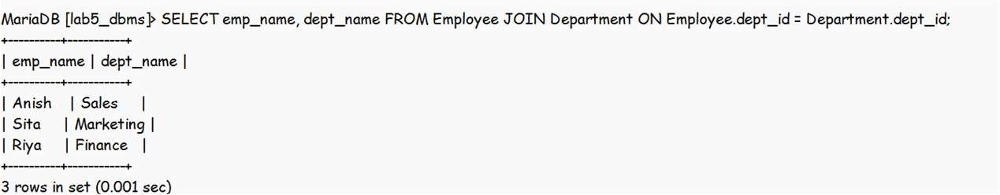 MariaDB [lab5_dbms]> SELECT emp_name, dept_name FROM Employee JOIN Department ON Employee.dept_id = Department.dept_id;
+----------+-----------+
| emp_name | dept_name |
+----------+-----------+
| Anish    | Sales     |
| Sita     | Marketing |
| Riya     | Finance   |
+----------+-----------+
3 rows in set (0.001 sec)